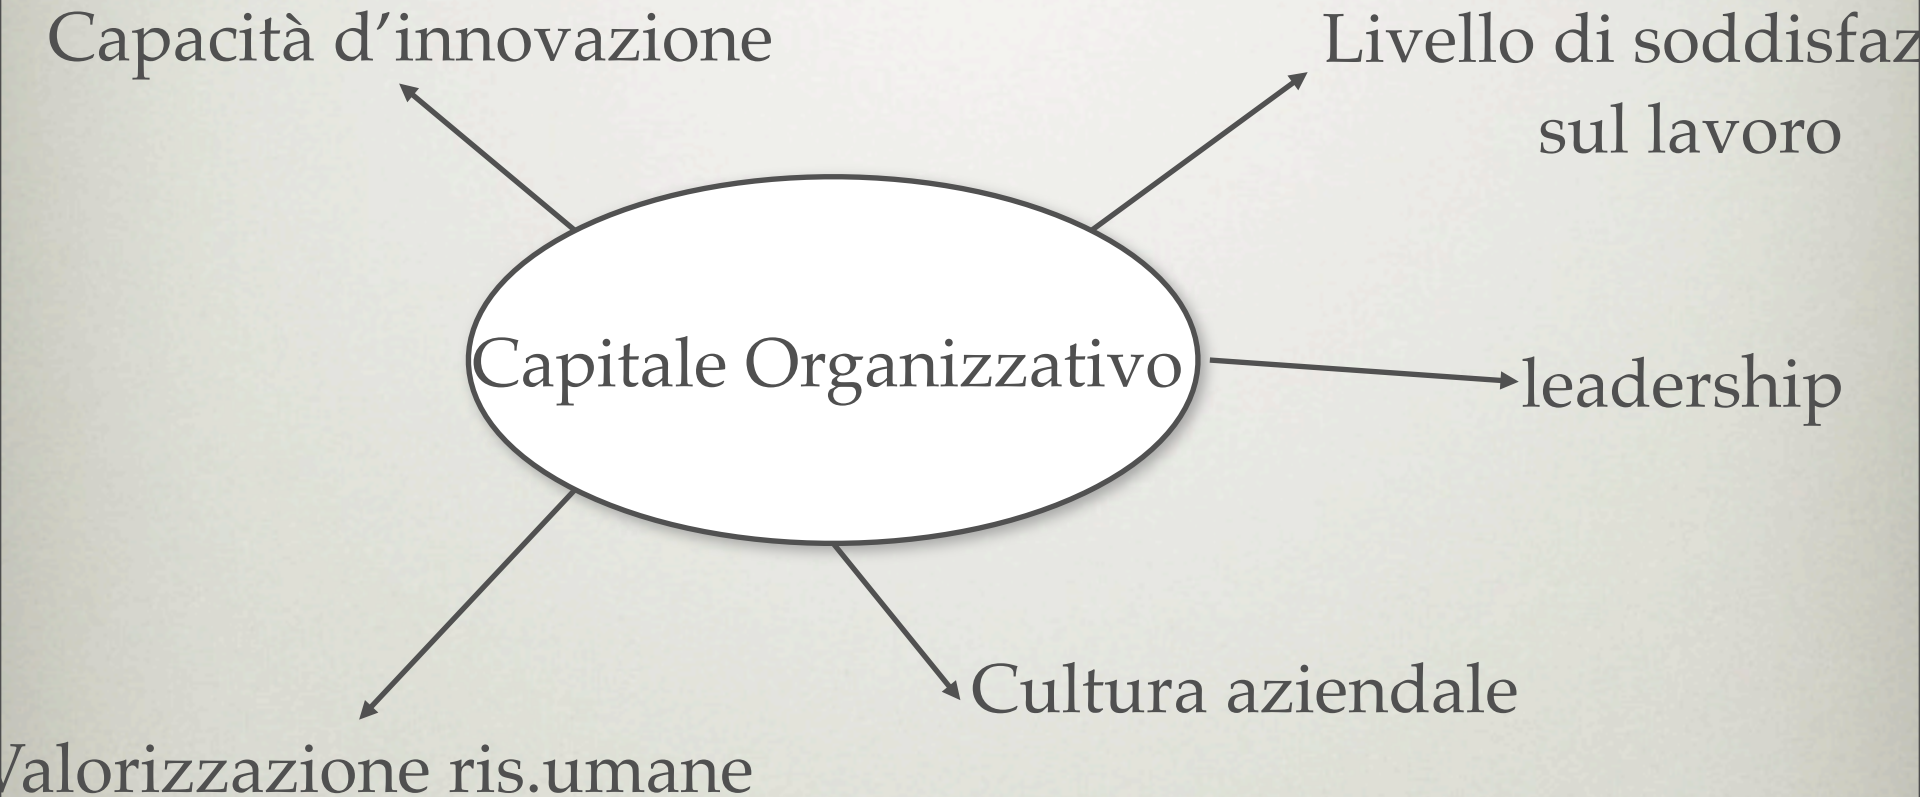 Capacità d’innovazione
Livello di soddisfaz
sul lavoro
Capitale Organizzativo
leadership
Cultura aziendale
Valorizzazione ris.umane